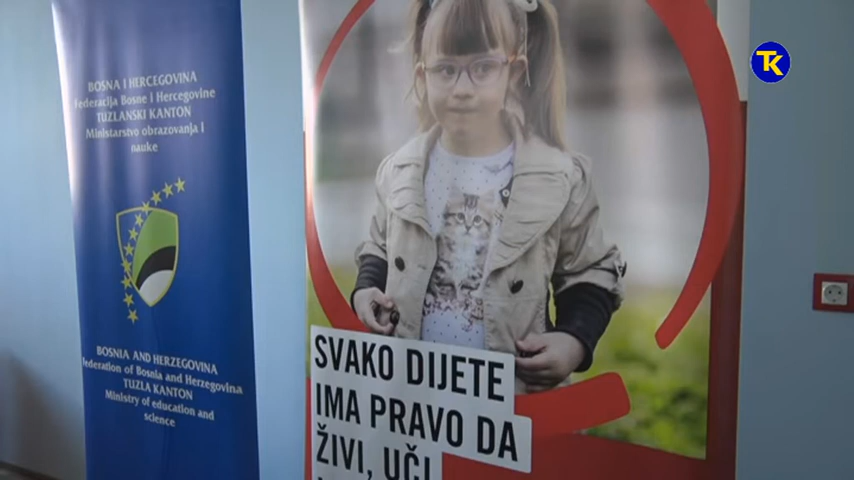 BOSNA I HERCEGOVINA
Federacija Bosne i Hercegovine
TUZLANSKI KANTON
Ministarstvo obrazovanja I
nauke
BOSNIA AND HERZEGOVINA
Federation of Bosnia and Herzegovina
TUZLA KANTON
Ministry of education and
science
SVAKO DIJETE
IMA PRAVO DA
ŽIVI, UČI
TK